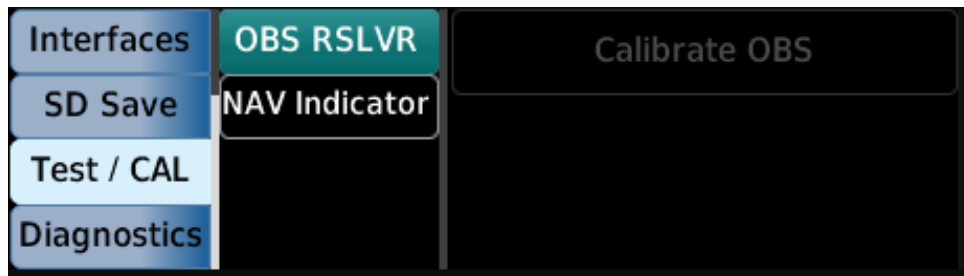 Interfaces
SD Save
Test / CAL
Diagnostics
OBS RSLVR
NAV Indicator
Calibrate OBS